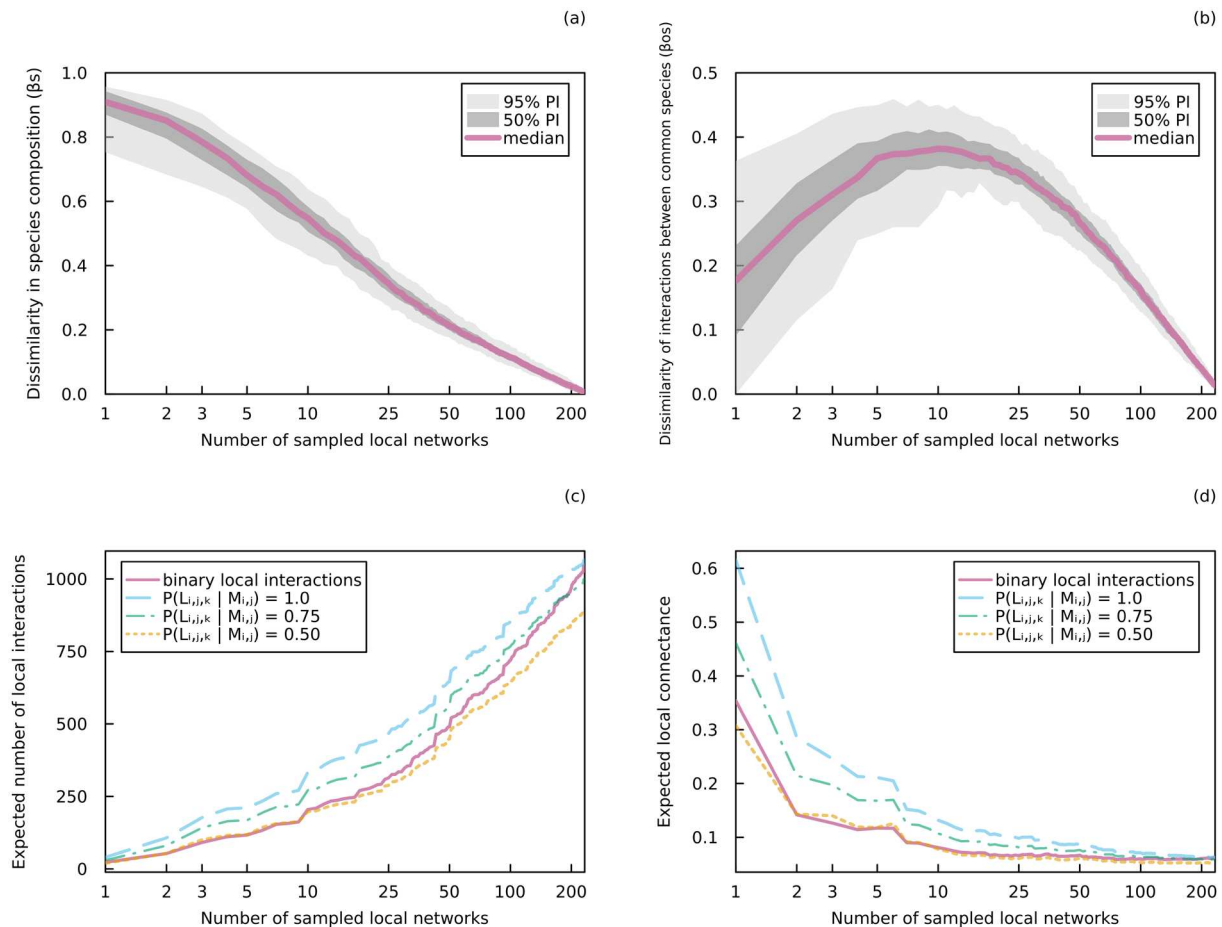 (a)
Dissimilarity in species composition (βs)
1.0
0.8
0.6
0.4
0.2
0.0
95% PI
50% PI
median
1 2 3 5 10 25 50 100 200
Number of sampled local networks
(b)
Dissimilarity of interactions between common species (βos)
0.5
0.4
0.3
0.2
0.1
0.0
95% PI
50% PI
median
1 2 3 5 10 25 50 100 200
Number of sampled local networks
(c)
Expected number of local interactions
1000
750
500
250
0
binary local interactions
P(Lᵢ,ⱼ,ₖ | Mᵢ,ⱼ) = 1.0
P(Lᵢ,ⱼ,ₖ | Mᵢ,ⱼ) = 0.75
P(Lᵢ,ⱼ,ₖ | Mᵢ,ⱼ) = 0.50
1 2 3 5 10 25 50 100 200
Number of sampled local networks
(d)
Expected local connectance
0.6
0.5
0.4
0.3
0.2
0.1
binary local interactions
P(Lᵢ,ⱼ,ₖ | Mᵢ,ⱼ) = 1.0
P(Lᵢ,ⱼ,ₖ | Mᵢ,ⱼ) = 0.75
P(Lᵢ,ⱼ,ₖ | Mᵢ,ⱼ) = 0.50
1 2 3 5 10 25 50 100 200
Number of sampled local networks